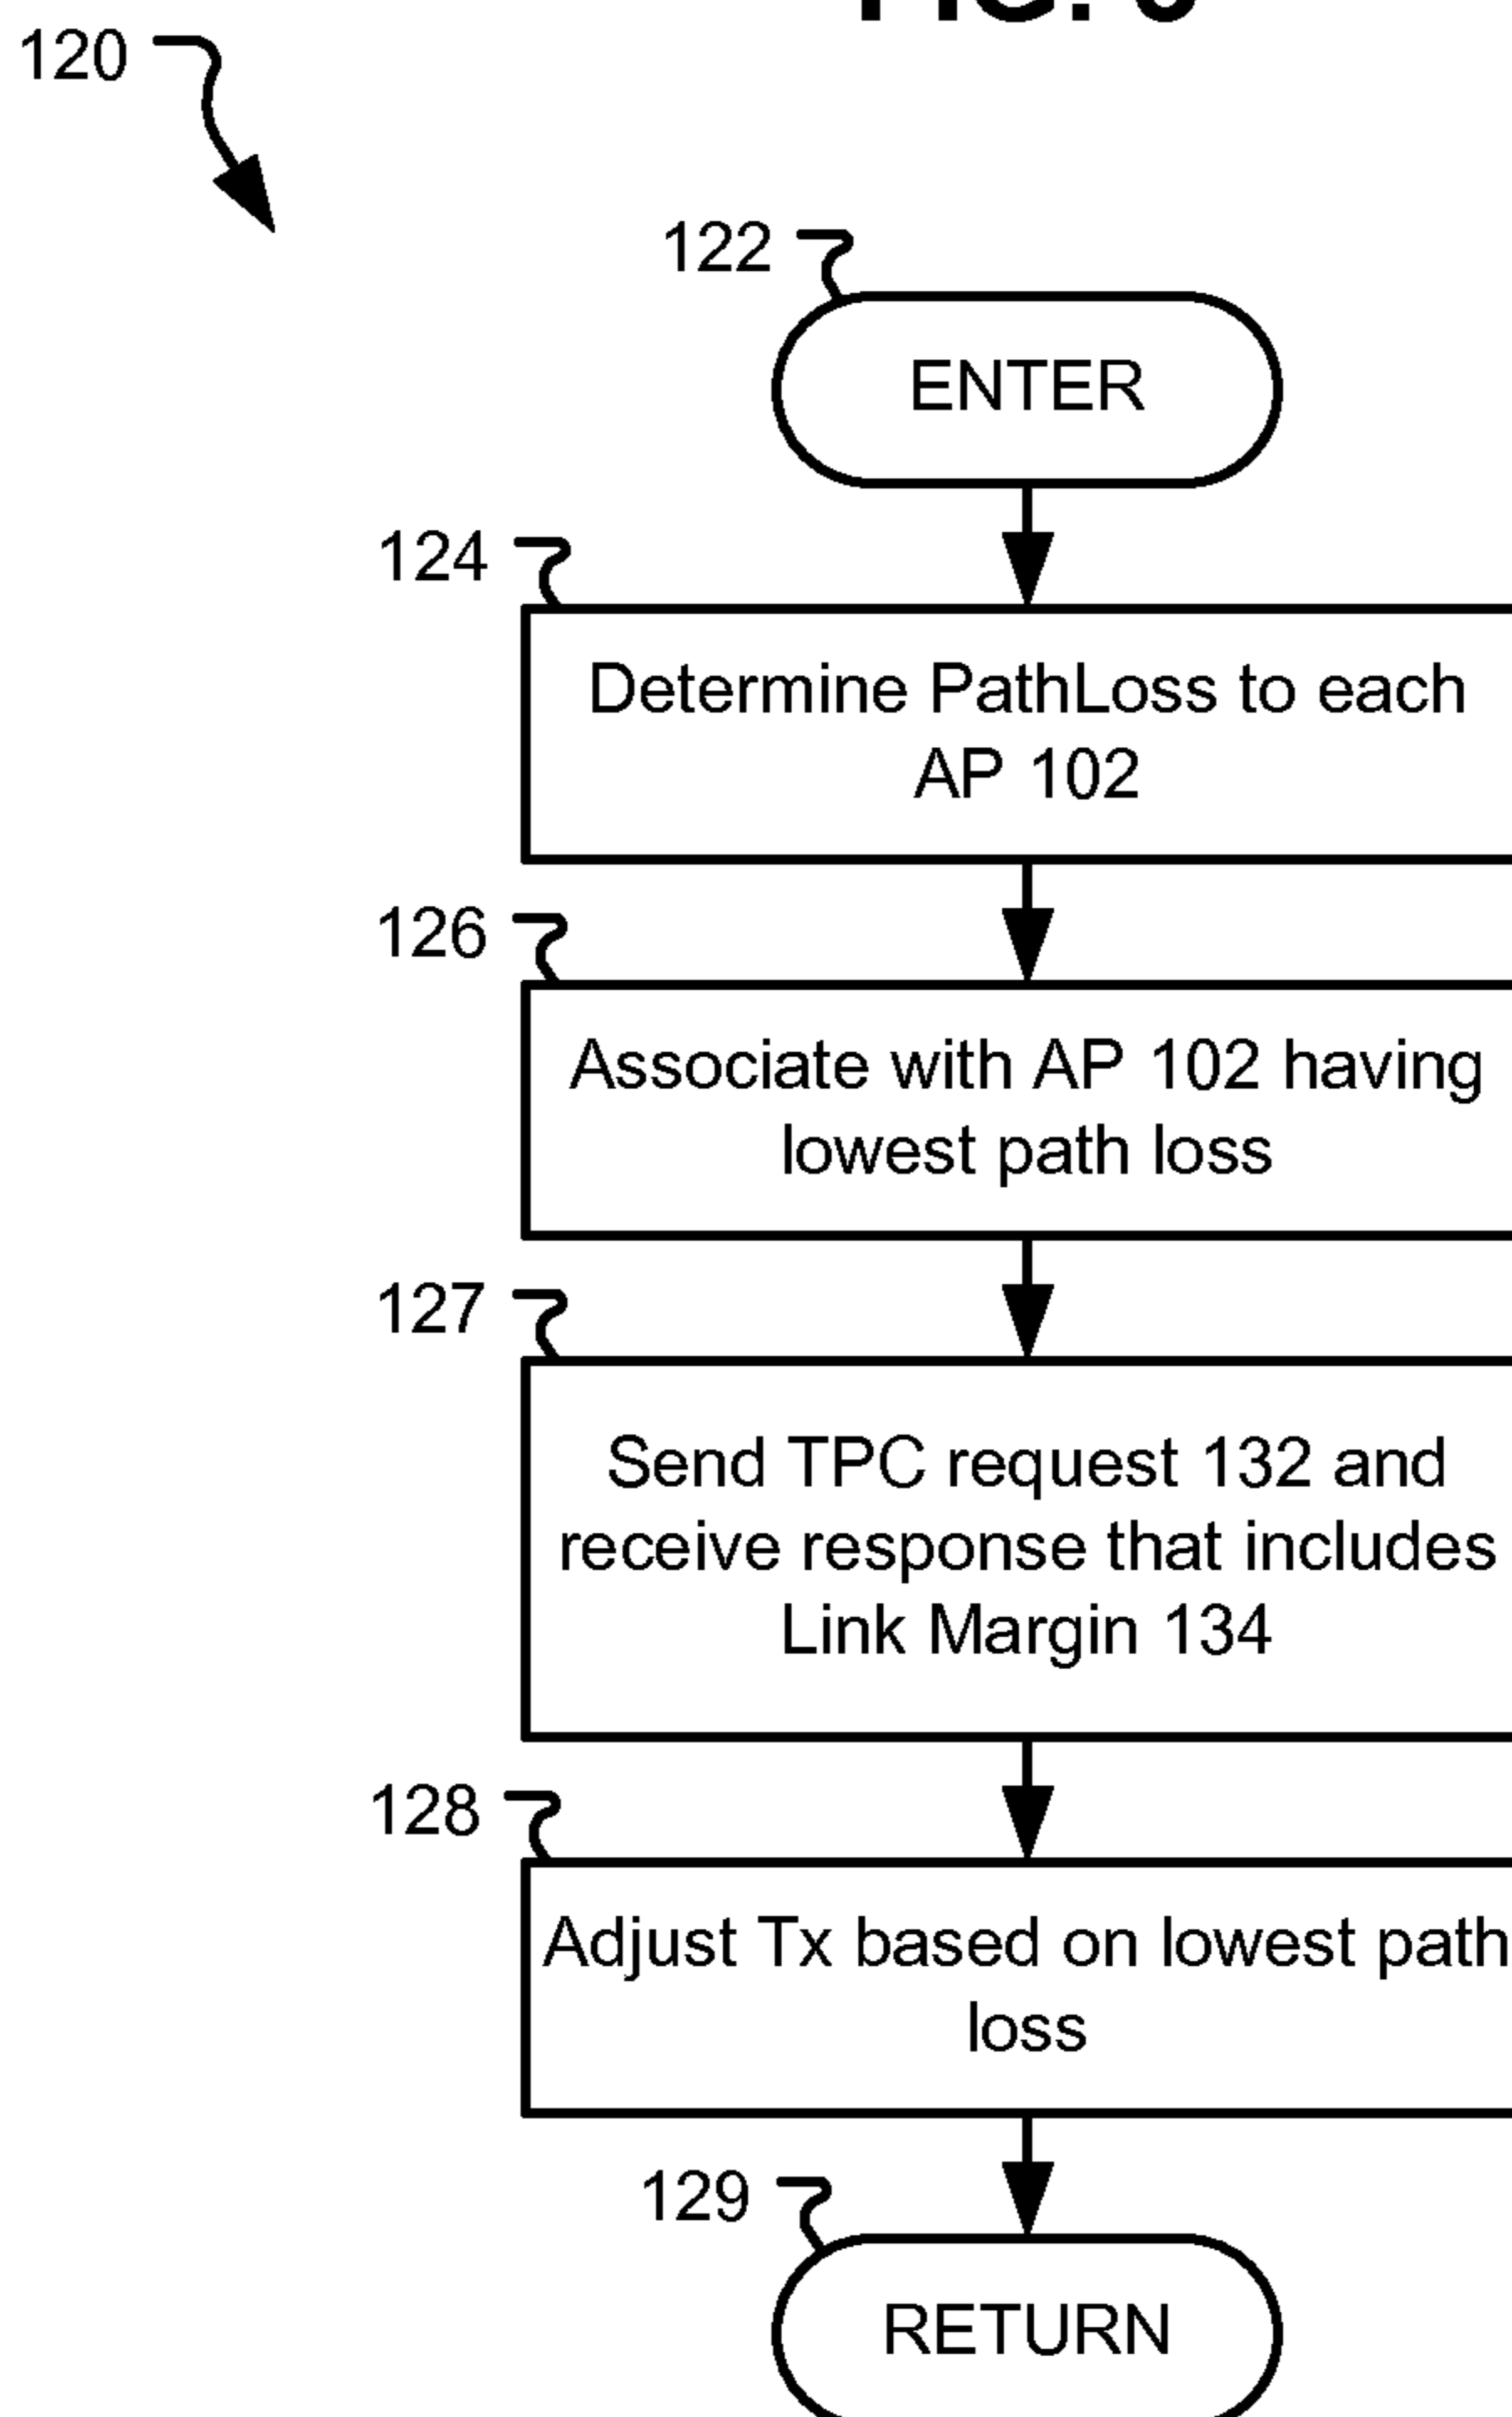 120
122
ENTER
124
Determine PathLoss to each
AP 102
126
Associate with AP 102 having
lowest path loss
127
Send TPC request 132 and
receive response that includes
Link Margin 134
128
Adjust Tx based on lowest path
loss
129
RETURN